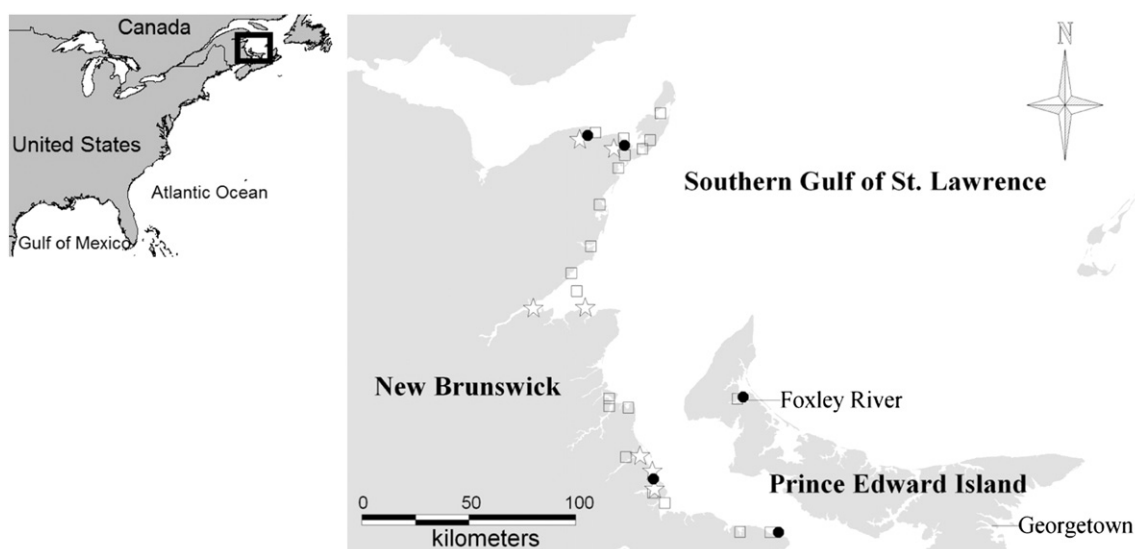 Canada
United States
Atlantic Ocean
Gulf of Mexico
N
Southern Gulf of St. Lawrence
New Brunswick
Foxley River
Prince Edward Island
Georgetown
0 50 100
kilometers